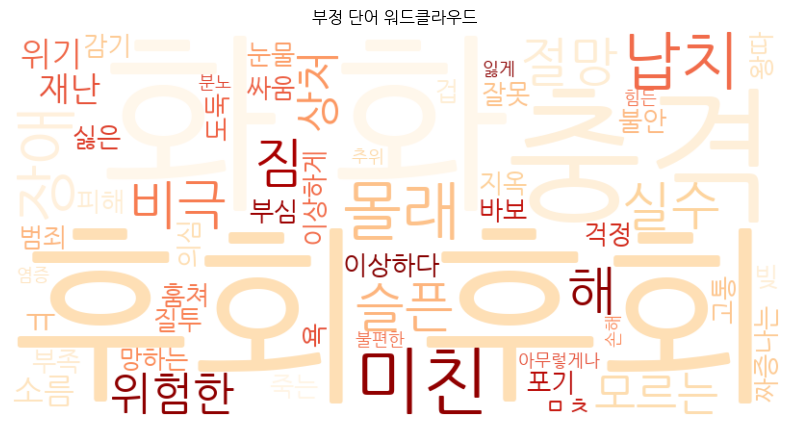 부정 단어 워드클라우드
위기
감기
화 화
눈물
잃게
절망
납치
왕따
재난
분노
도둑
싸움
상처
겁
잘못
힘든
불안
충격
싫은
장애
짐
추위
피해
비극
부심
이상하게
몰래
지옥
바보
실수
범죄
의심
이상하다
걱정
후회 후회
염증
훔쳐
질투
욕
슬픈
해
고통
빚
ㅠ
부족
망하는
불편한
손해
아무렇게나
짜증나는
소름
위험한
죽는
미친
포기
ㅁㅊ
모르는